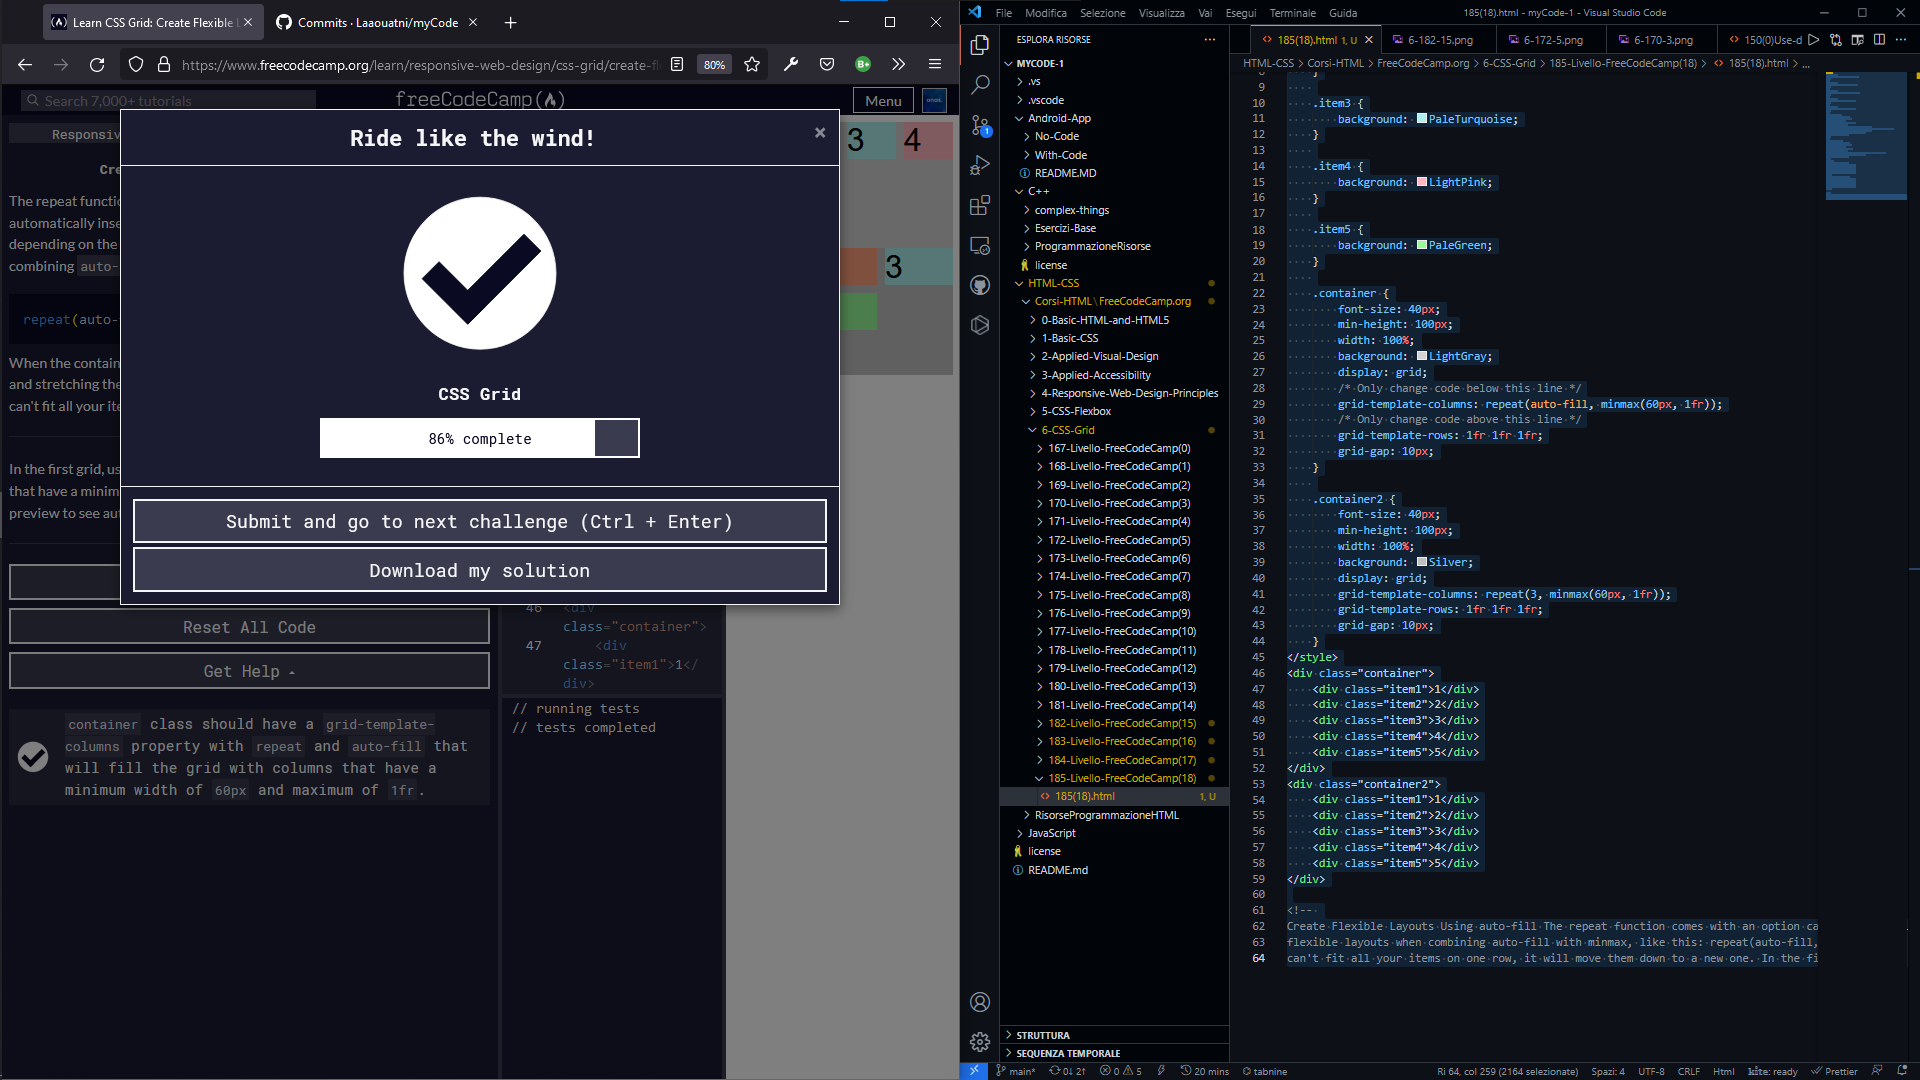 Learn CSS Grid: Create Flexible L
Commits · Laaouatni/myCode
https://www.freecodecamp.org/learn/responsive-web-design/css-grid/create-fl
80%
Search 7,000+ tutorials
freeCodeCamp
Menu
Responsiv
Cre
The repeat functio
automatically inse
depending on the
combining auto-
repeat(auto-
When the contain
and stretching the
can't fit all your ite
In the first grid, us
that have a minim
preview to see aut
Ride like the wind!
×
CSS Grid
86% complete
Submit and go to next challenge (Ctrl + Enter)
Download my solution
3
4
3
Reset All Code
Get Help
container class should have a grid-template-
columns property with repeat and auto-fill that
will fill the grid with columns that have a
minimum width of 60px and maximum of 1fr.
46 <div
class="container">
47 <div
class="item1">1</
div>
// running tests
// tests completed
File Modifica Selezione Visualizza Vai Esegui Terminale Guida
185(18).html - myCode-1 - Visual Studio Code
ESPLORA RISORSE
MYCODE-1
.vs
.vscode
Android-App
No-Code
With-Code
README.MD
C++
complex-things
Esercizi-Base
ProgrammazioneRisorse
license
HTML-CSS
Corsi-HTML\FreeCodeCamp.org
0-Basic-HTML-and-HTML5
1-Basic-CSS
2-Applied-Visual-Design
3-Applied-Accessibility
4-Responsive-Web-Design-Principles
5-CSS-Flexbox
6-CSS-Grid
167-Livello-FreeCodeCamp(0)
168-Livello-FreeCodeCamp(1)
169-Livello-FreeCodeCamp(2)
170-Livello-FreeCodeCamp(3)
171-Livello-FreeCodeCamp(4)
172-Livello-FreeCodeCamp(5)
173-Livello-FreeCodeCamp(6)
174-Livello-FreeCodeCamp(7)
175-Livello-FreeCodeCamp(8)
176-Livello-FreeCodeCamp(9)
177-Livello-FreeCodeCamp(10)
178-Livello-FreeCodeCamp(11)
179-Livello-FreeCodeCamp(12)
180-Livello-FreeCodeCamp(13)
181-Livello-FreeCodeCamp(14)
182-Livello-FreeCodeCamp(15)
183-Livello-FreeCodeCamp(16)
184-Livello-FreeCodeCamp(17)
185-Livello-FreeCodeCamp(18)
185(18).html 1, U
RisorseProgrammazioneHTML
JavaScript
license
README.md
STRUTTURA
SEQUENZA TEMPORALE
1
185(18).html 1, U
6-182-15.png
6-172-5.png
6-170-3.png
150(0)Use-d
HTML-CSS > Corsi-HTML > FreeCodeCamp.org > 6-CSS-Grid > 185-Livello-FreeCodeCamp(18) > 185(18).html > ...
8 }
9
10 .item3 {
11 background: PaleTurquoise;
12 }
13
14 .item4 {
15 background: LightPink;
16 }
17
18 .item5 {
19 background: PaleGreen;
20 }
21
22 .container {
23 font-size: 40px;
24 min-height: 100px;
25 width: 100%;
26 background: LightGray;
27 display: grid;
28 /* Only change code below this line */
29 grid-template-columns: repeat(auto-fill, minmax(60px, 1fr));
30 /* Only change code above this line */
31 grid-template-rows: 1fr 1fr 1fr;
32 grid-gap: 10px;
33 }
34
35 .container2 {
36 font-size: 40px;
37 min-height: 100px;
38 width: 100%;
39 background: Silver;
40 display: grid;
41 grid-template-columns: repeat(3, minmax(60px, 1fr));
42 grid-template-rows: 1fr 1fr 1fr;
43 grid-gap: 10px;
44 }
45 </style>
46 <div class="container">
47 <div class="item1">1</div>
48 <div class="item2">2</div>
49 <div class="item3">3</div>
50 <div class="item4">4</div>
51 <div class="item5">5</div>
52 </div>
53 <div class="container2">
54 <div class="item1">1</div>
55 <div class="item2">2</div>
56 <div class="item3">3</div>
57 <div class="item4">4</div>
58 <div class="item5">5</div>
59 </div>
60
61 <!--
62 Create Flexible Layouts Using auto-fill The repeat function comes with an option ca
63 flexible layouts when combining auto-fill with minmax, like this: repeat(auto-fill,
64 can't fit all your items on one row, it will move them down to a new one. In the fi
main* 0↓ 2↑ 0 5 20 mins tabnine
Ri 64, col 259 (2164 selezionate) Spazi: 4 UTF-8 CRLF Html kite: ready Prettier